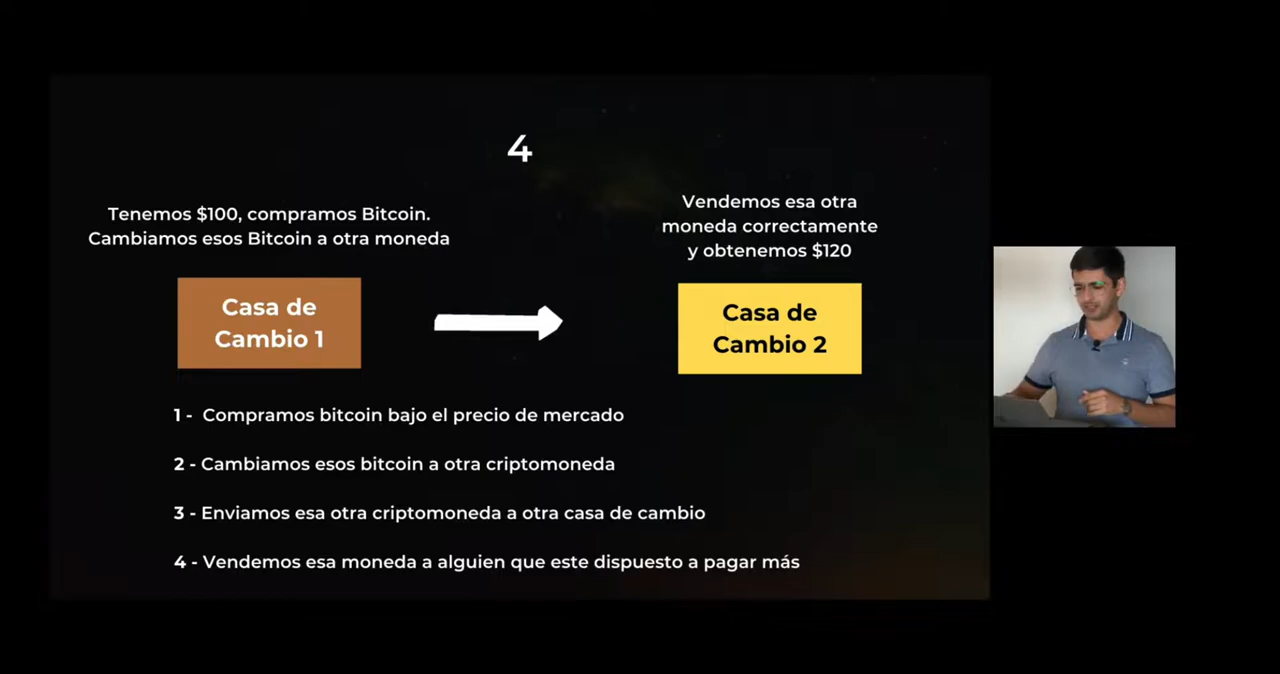 4
Tenemos $100, compramos Bitcoin.
Cambiamos esos Bitcoin a otra moneda
Vendemos esa otra
moneda correctamente
y obtenemos $120
Casa de
Cambio 1
Casa de
Cambio 2
1 - Compramos bitcoin bajo el precio de mercado
2 - Cambiamos esos bitcoin a otra criptomoneda
3 - Enviamos esa otra criptomoneda a otra casa de cambio
4 - Vendemos esa moneda a alguien que este dispuesto a pagar más